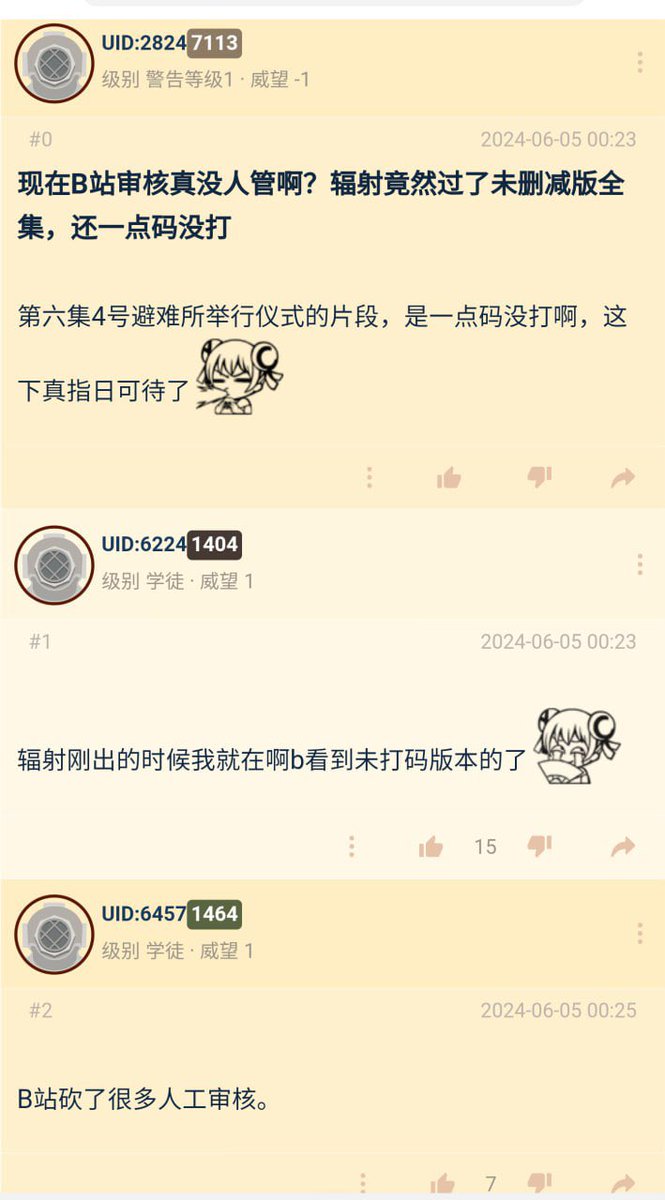 UID:28247113
级别 警告等级1 · 威望 -1
#0
2024-06-05 00:23
现在B站审核真没人管啊？辐射竟然过了未删减版全
集，还一点码没打
第六集4号避难所举行仪式的片段，是一点码没打啊，这
下真指日可待了
UID:62241404
级别 学徒 · 威望 1
#1
2024-06-05 00:23
辐射刚出的时候我就在啊b看到未打码版本的了
15
UID:64571464
级别 学徒 · 威望 1
#2
2024-06-05 00:25
B站砍了很多人工审核。
7